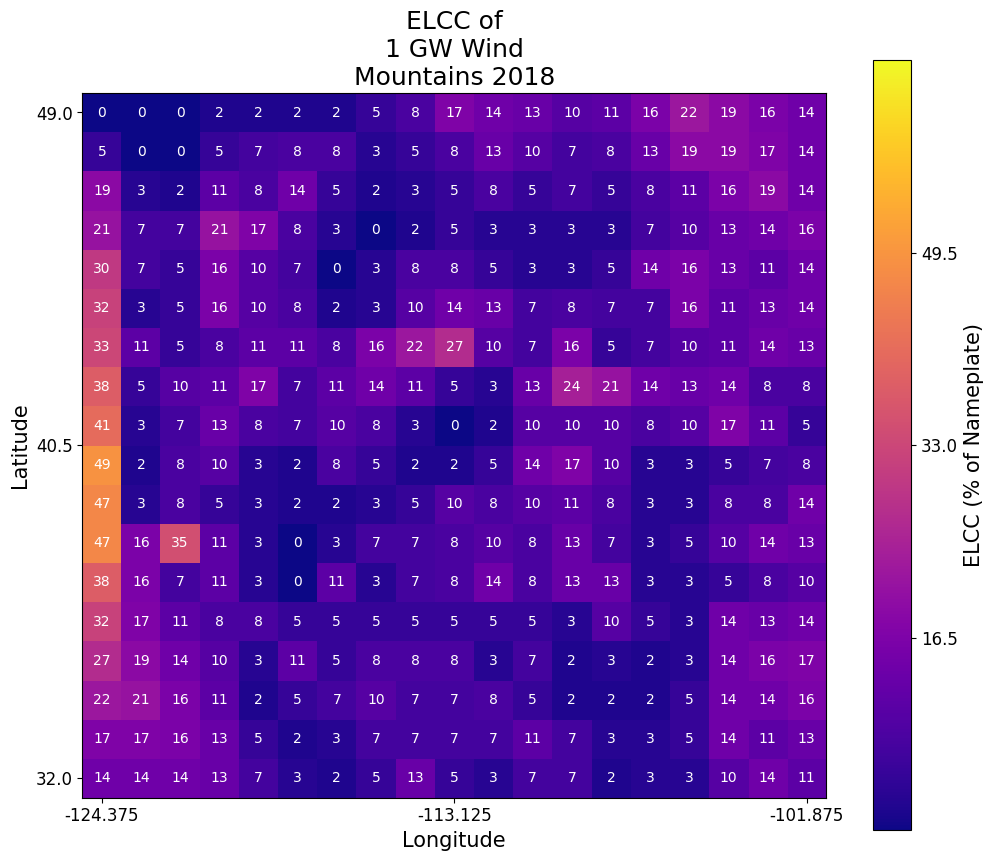 ELCC of
1 GW Wind
Mountains 2018
49.0
0 0 0 2 2 2 2 5 8 17 14 13 10 11 16 22 19 16 14
5 0 0 5 7 8 8 3 5 8 13 10 7 8 13 19 19 17 14
19 3 2 11 8 14 5 2 3 5 8 5 7 5 8 11 16 19 14
21 7 7 21 17 8 3 0 2 5 3 3 3 3 7 10 13 14 16
30 7 5 16 10 7 0 3 8 8 5 3 3 5 14 16 13 11 14
32 3 5 16 10 8 2 3 10 14 13 7 8 7 7 16 11 13 14
33 11 5 8 11 11 8 16 22 27 10 7 16 5 7 10 11 14 13
38 5 10 11 17 7 11 14 11 5 3 13 24 21 14 13 14 8 8
41 3 7 13 8 7 10 8 3 0 2 10 10 10 8 10 17 11 5
40.5
49 2 8 10 3 2 8 5 2 2 5 14 17 10 3 3 5 7 8
47 3 8 5 3 2 2 3 5 10 8 10 11 8 3 3 8 8 14
47 16 35 11 3 0 3 7 7 8 10 8 13 7 3 5 10 14 13
38 16 7 11 3 0 11 3 7 8 14 8 13 13 3 3 5 8 10
32 17 11 8 8 5 5 5 5 5 5 5 3 10 5 3 14 13 14
27 19 14 10 3 11 5 8 8 8 3 7 2 3 2 3 14 16 17
22 21 16 11 2 5 7 10 7 7 8 5 2 2 2 5 14 14 16
17 17 16 13 5 2 3 7 7 7 7 11 7 3 3 5 14 11 13
32.0
14 14 14 13 7 3 2 5 13 5 3 7 7 2 3 3 10 14 11
-124.375
-113.125
-101.875
Longitude
Latitude
49.5
33.0
16.5
ELCC (% of Nameplate)